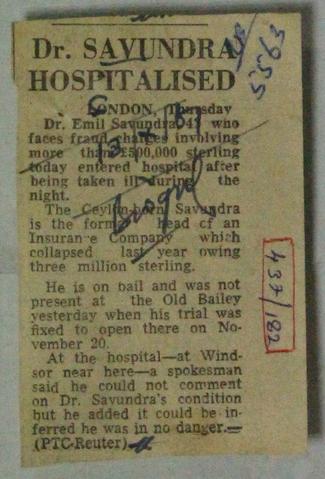 Dr. SAVUNDRA
HOSPITALISED
LONDON, Thursday
Dr. Emil Savundra, 41, who
faces fraud charges involving
more than £500,000 sterling
today entered hospital after
being taken ill during the
night.
The Ceylon-born Savundra
is the former head of an
Insurance Company which
collapsed last year owing
three million sterling.
He is on bail and was not
present at the Old Bailey
yesterday when his trial was
fixed to open there on No-
vember 20.
At the hospital—at Wind-
sor near here—a spokesman
said he could not comment
on Dr. Savundra's condition
but he added it could be in-
ferred he was in no danger.—
(PTC-Reuter)
437/182